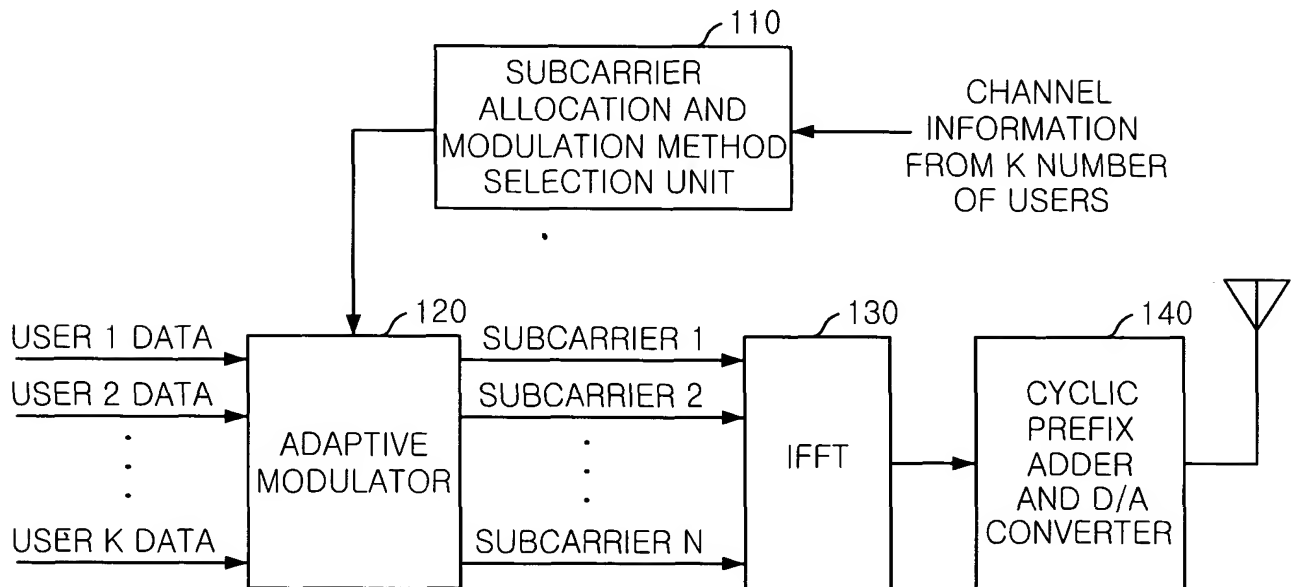 110
SUBCARRIER
ALLOCATION AND
MODULATION METHOD
SELECTION UNIT
CHANNEL
INFORMATION
FROM K NUMBER
OF USERS
120
130
140
USER 1 DATA
USER 2 DATA
USER K DATA
ADAPTIVE
MODULATOR
SUBCARRIER 1
SUBCARRIER 2
SUBCARRIER N
IFFT
CYCLIC
PREFIX
ADDER
AND D/A
CONVERTER